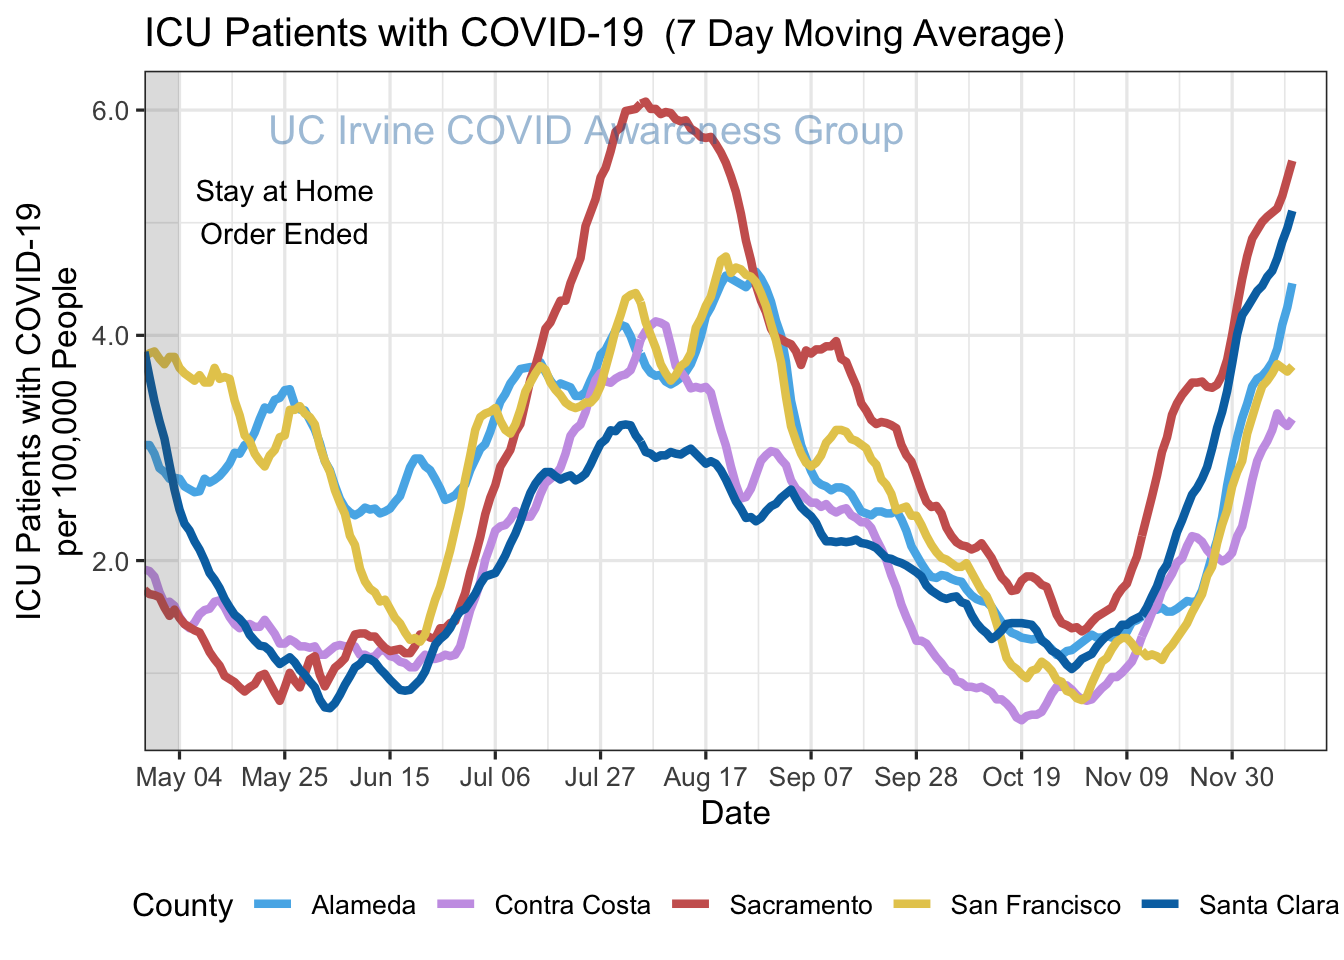 ICU Patients with COVID-19  (7 Day Moving Average)
UC Irvine COVID Awareness Group
Stay at Home
Order Ended
ICU Patients with COVID-19
per 100,000 People
6.0
4.0
2.0
May 04 May 25 Jun 15 Jul 06 Jul 27 Aug 17 Sep 07 Sep 28 Oct 19 Nov 09 Nov 30
Date
County Alameda Contra Costa Sacramento San Francisco Santa Clara